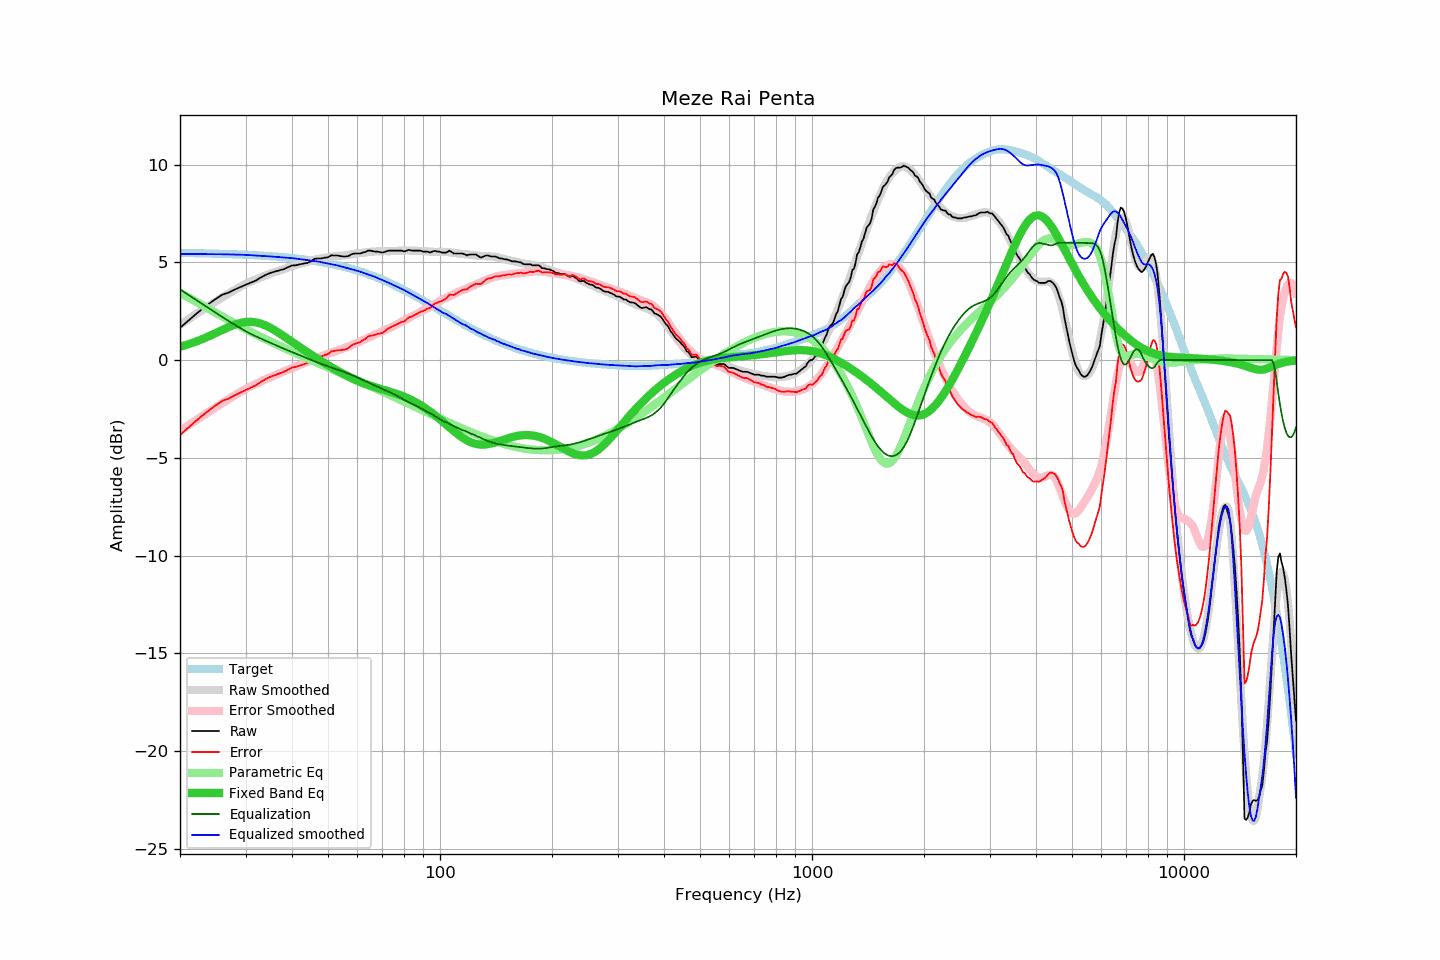 Meze Rai Penta
10
5
0
−5
−10
−15
−20
−25
Amplitude (dBr)
Target
Raw Smoothed
Error Smoothed
Raw
Error
Parametric Eq
Fixed Band Eq
Equalization
Equalized smoothed
100
1000
10000
Frequency (Hz)